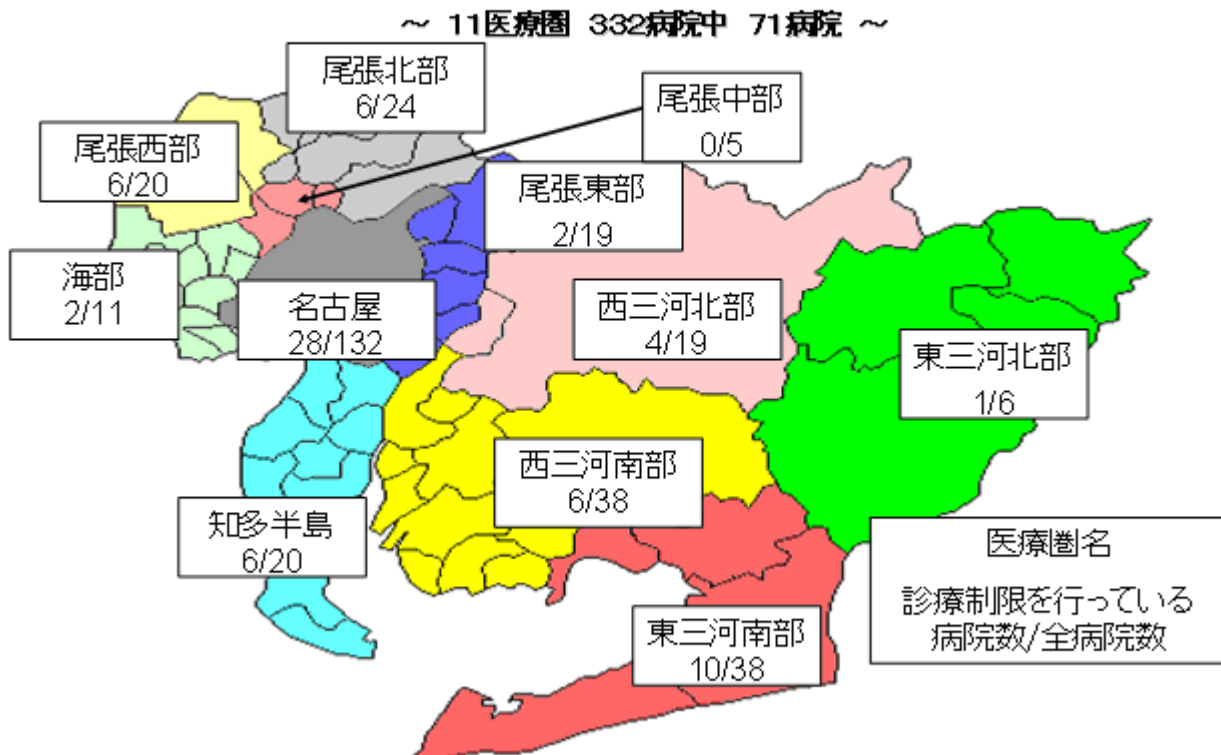 ～ 11医療圏 332病院中 71病院 ～
尾張北部
6/24
尾張中部
0/5
尾張西部
6/20
尾張東部
2/19
海部
2/11
名古屋
28/132
西三河北部
4/19
東三河北部
1/6
西三河南部
6/38
知多半島
6/20
医療圏名
診療制限を行っている
病院数/全病院数
東三河南部
10/38